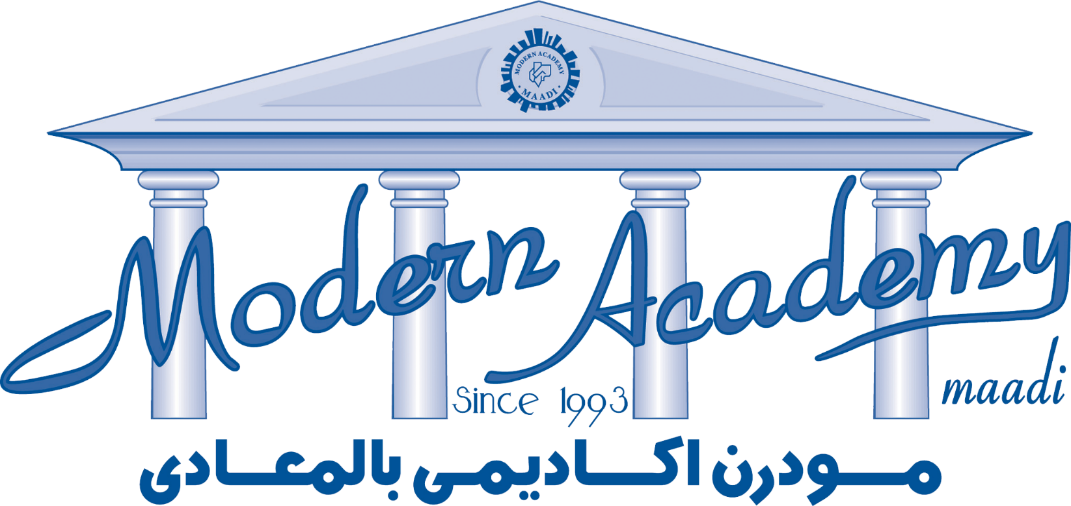 MODERN ACADEMY
MAADI
Modern Academy
maadi
Since 1993
مودرن اكاديمى بالمعادى